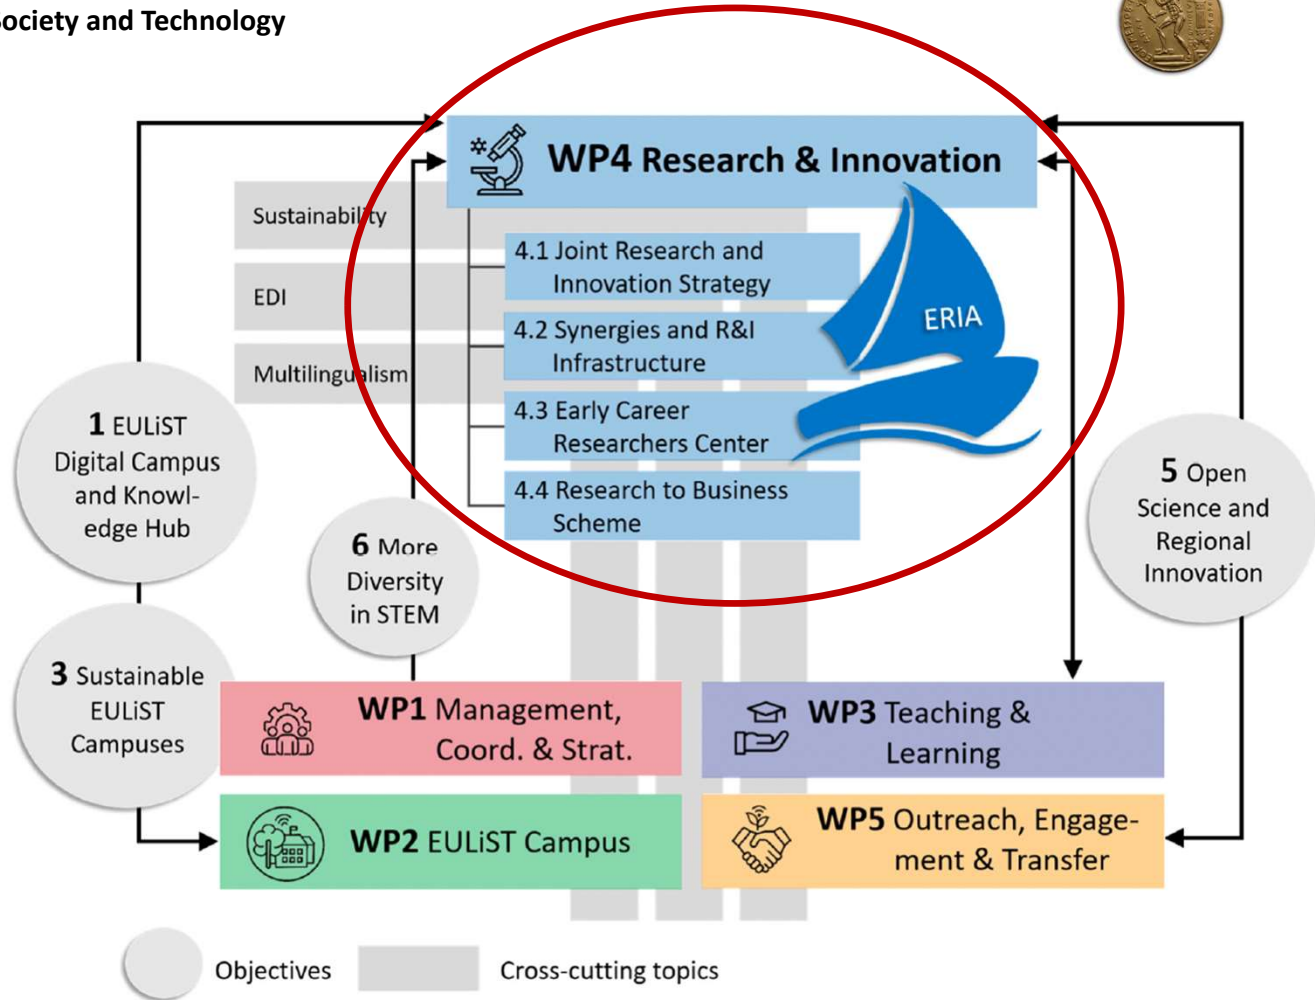 Society and Technology
WP4 Research & Innovation
Sustainability
EDI
Multilingualism
4.1 Joint Research and
Innovation Strategy
4.2 Synergies and R&I
Infrastructure
4.3 Early Career
Researchers Center
4.4 Research to Business
Scheme
ERIA
1 EULiST
Digital Campus
and Knowl-
edge Hub
6 More
Diversity
in STEM
5 Open
Science and
Regional
Innovation
3 Sustainable
EULiST
Campuses
WP1 Management,
Coord. & Strat.
WP3 Teaching &
Learning
WP2 EULiST Campus
WP5 Outreach, Engage-
ment & Transfer
Objectives
Cross-cutting topics